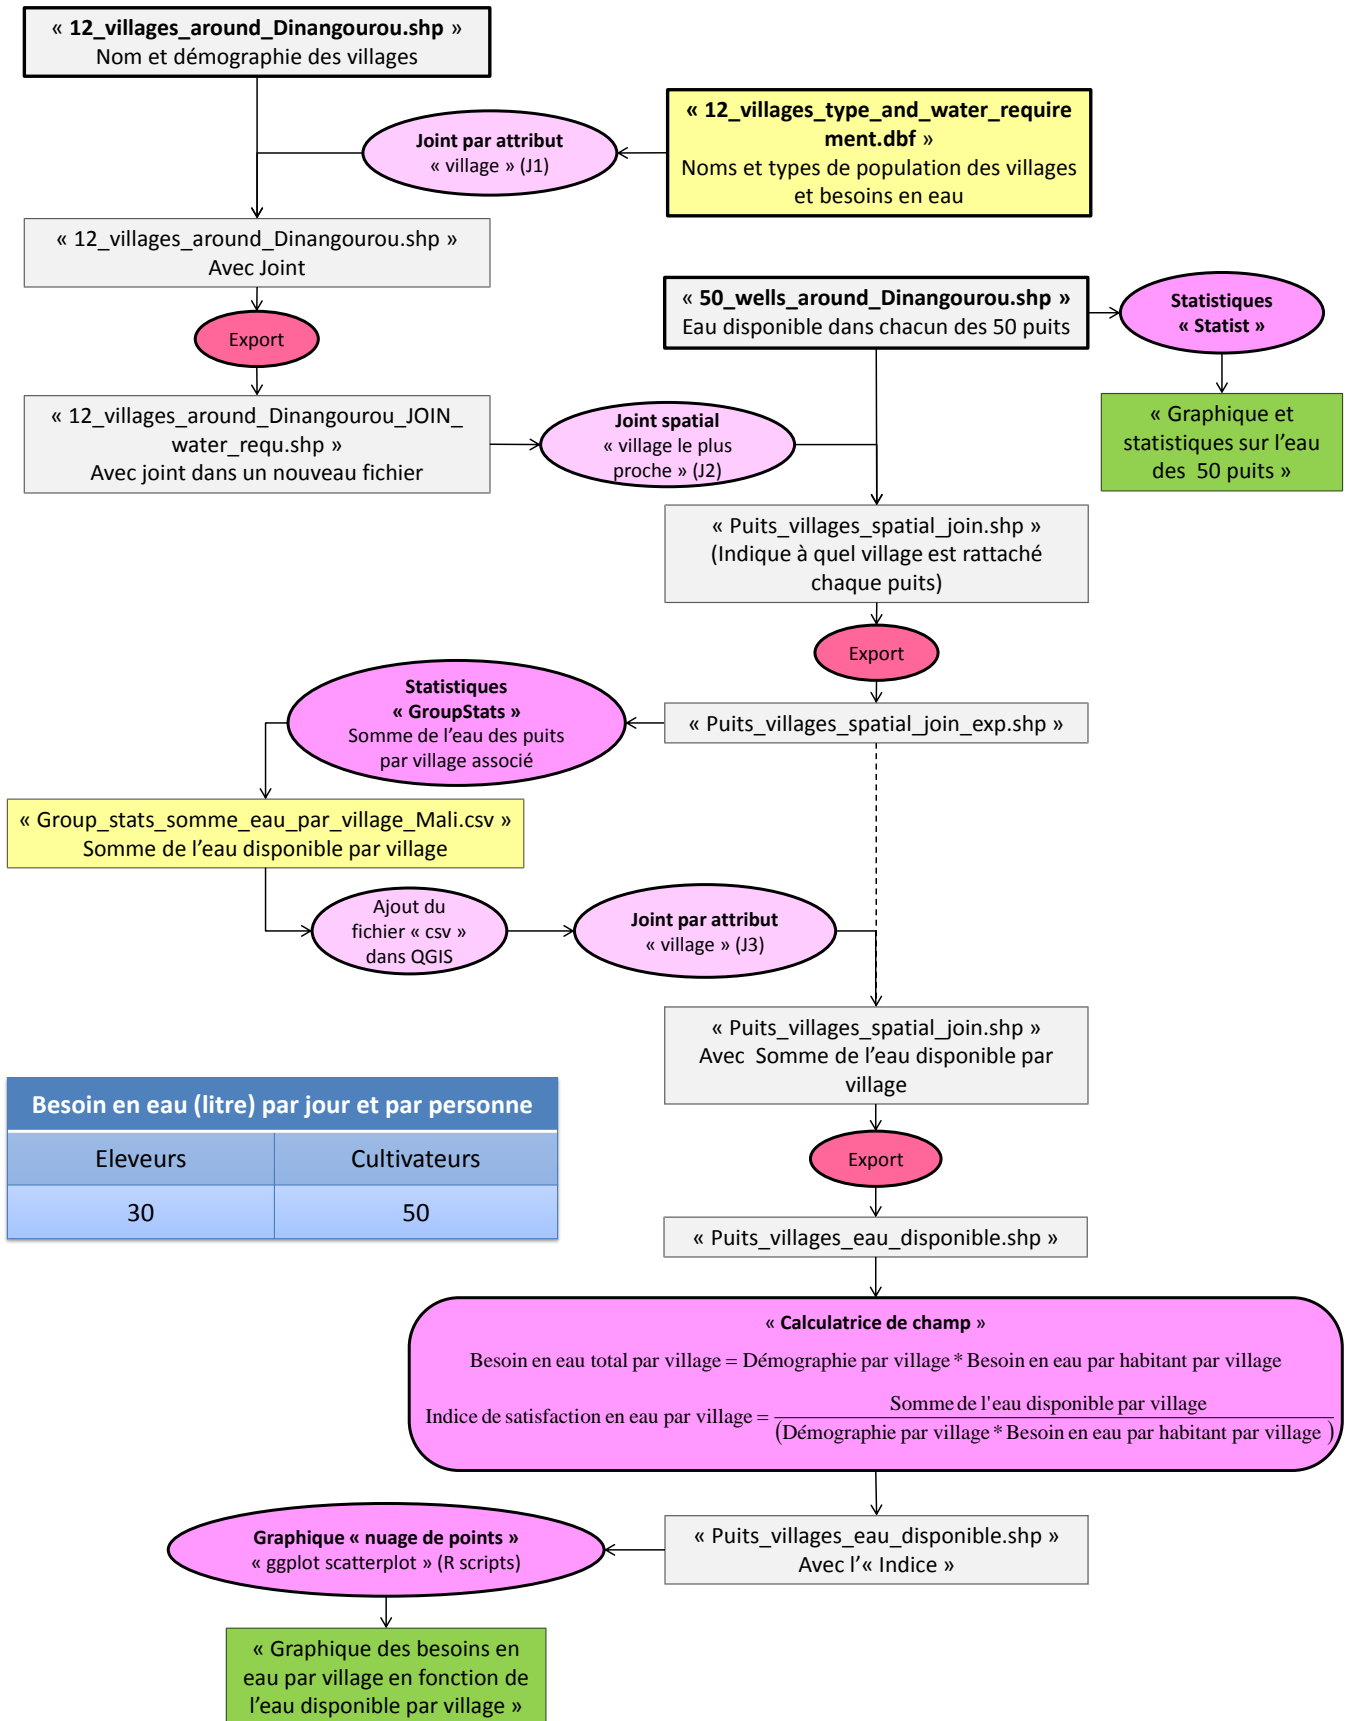 « 12_villages_around_Dinangourou.shp »
Nom et démographie des villages
« 12_villages_type_and_water_require
ment.dbf »
Noms et types de population des villages
et besoins en eau
Joint par attribut
« village » (J1)
« 12_villages_around_Dinangourou.shp »
Avec Joint
« 50_wells_around_Dinangourou.shp »
Eau disponible dans chacun des 50 puits
Statistiques
« Statist »
Export
« 12_villages_around_Dinangourou_JOIN_
water_requ.shp »
Avec joint dans un nouveau fichier
Joint spatial
« village le plus
proche » (J2)
« Graphique et
statistiques sur l’eau
des  50 puits »
« Puits_villages_spatial_join.shp »
(Indique à quel village est rattaché
chaque puits)
Export
Statistiques
« GroupStats »
Somme de l’eau des puits
par village associé
« Puits_villages_spatial_join_exp.shp »
« Group_stats_somme_eau_par_village_Mali.csv »
Somme de l’eau disponible par village
Ajout du
fichier « csv »
dans QGIS
Joint par attribut
« village » (J3)
« Puits_villages_spatial_join.shp »
Avec  Somme de l’eau disponible par
village
Besoin en eau (litre) par jour et par personne
Eleveurs
Cultivateurs
30
50
Export
« Puits_villages_eau_disponible.shp »
« Calculatrice de champ »
Besoin en eau total par village = Démographie par village * Besoin en eau par habitant par village
Indice de satisfaction en eau par village =
Somme de l'eau disponible par village
(Démographie par village * Besoin en eau par habitant par village )
Graphique « nuage de points »
« ggplot scatterplot » (R scripts)
« Puits_villages_eau_disponible.shp »
Avec l’« Indice »
« Graphique des besoins en
eau par village en fonction de
l’eau disponible par village »